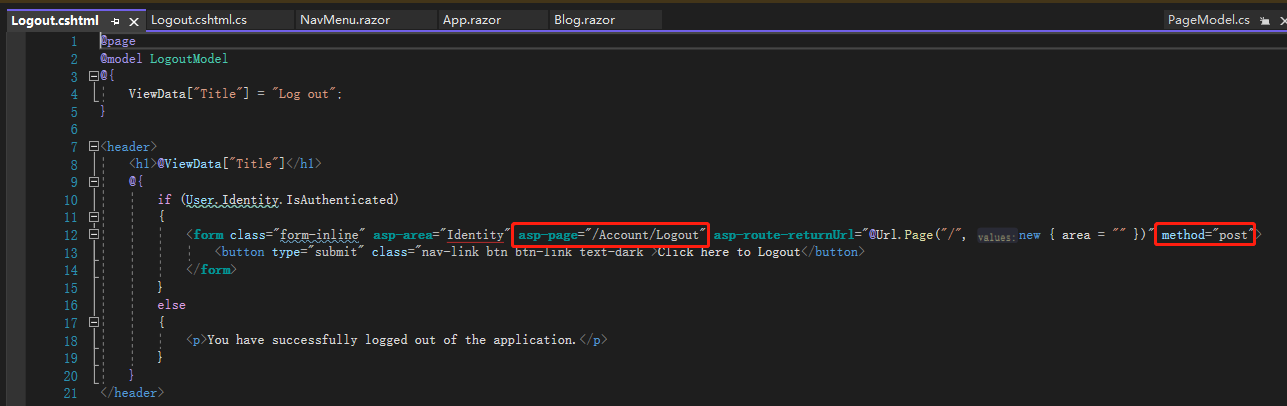 Logout.cshtml Logout.cshtml.cs NavMenu.razor App.razor Blog.razor PageModel.cs
1 @page
2 @model LogoutModel
3 @{
4 ViewData["Title"] = "Log out";
5 }
6
7 <header>
8 <h1>@ViewData["Title"]</h1>
9 @{
10 if (User.Identity.IsAuthenticated)
11 {
12 <form class="form-inline" asp-area="Identity" asp-page="/Account/Logout" asp-route-returnUrl="@Url.Page("/", values: new { area = "" })" method="post">
13 <button type="submit" class="nav-link btn btn-link text-dark">Click here to Logout</button>
14 </form>
15 }
16 else
17 {
18 <p>You have successfully logged out of the application.</p>
19 }
20 }
21 </header>